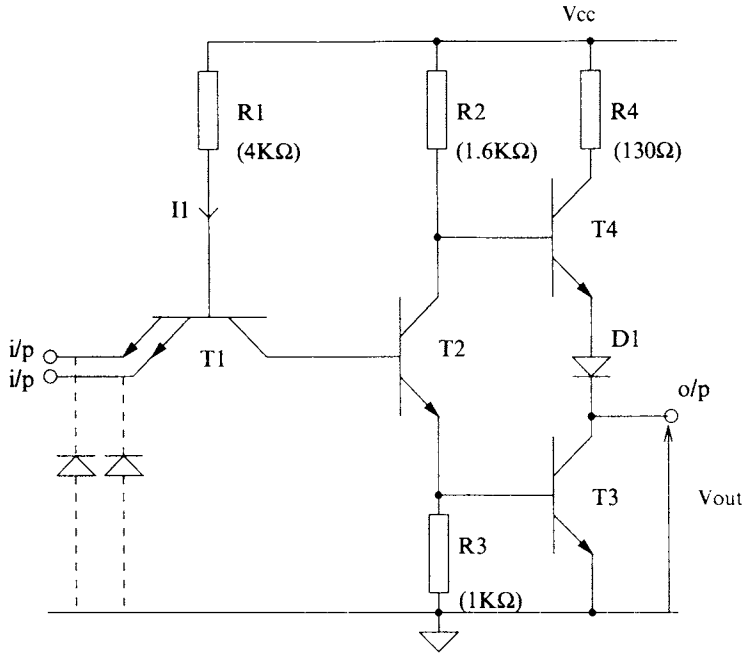 Vcc
R1
(4KΩ)
R2
(1.6KΩ)
R4
(130Ω)
I1
T4
i/p
i/p
T1
T2
D1
o/p
T3
Vout
R3
(1KΩ)